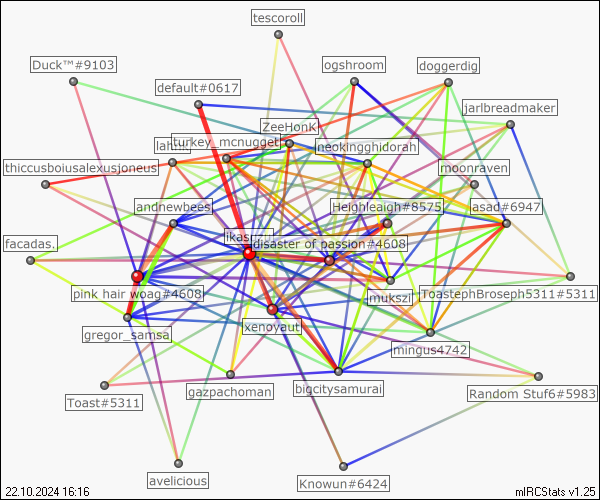 tescoroll
Duck™#9103
ogshroom
doggerdig
default#0617
jarlbreadmaker
ZeeHonK
turkey_mcnugget
neokingghidorah
thiccusboiusalexusjoneus
moonraven
andnewbees
Heighleaigh#8575
asad#6947
facadas.
disaster of passion#4608
pink hair woag#4608
mukszi
ToastephBroseph5311#5311
gregor_samsa
xenoyaut
mingus4742
Toast#5311
gazpachoman
bigcitysamurai
Random Stuf6#5983
avelicious
Knowun#6424
22.10.2024 16:16
mIRCStats v1.25